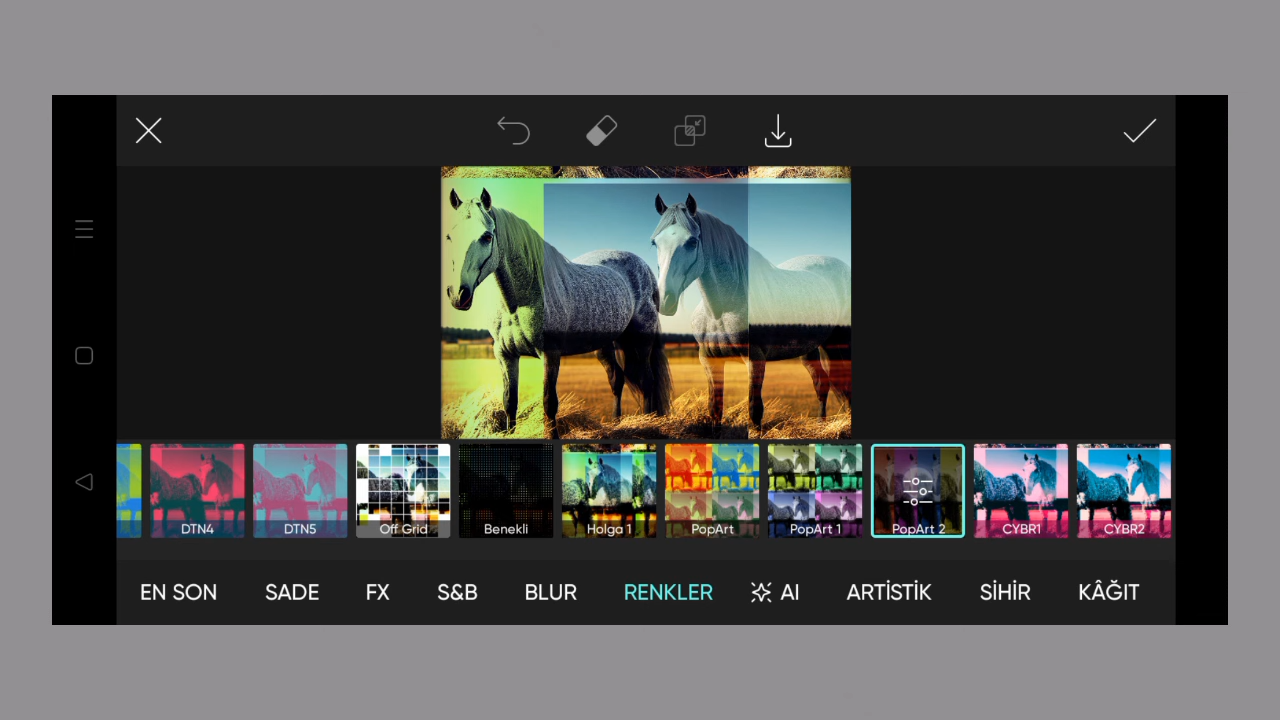 DTN4 DTN5 Off Grid Benekli Holga 1 PopArt PopArt 1 PopArt 2 CYBR1 CYBR2
EN SON SADE FX S&B BLUR RENKLER AI ARTİSTİK SİHİR KÂĞIT